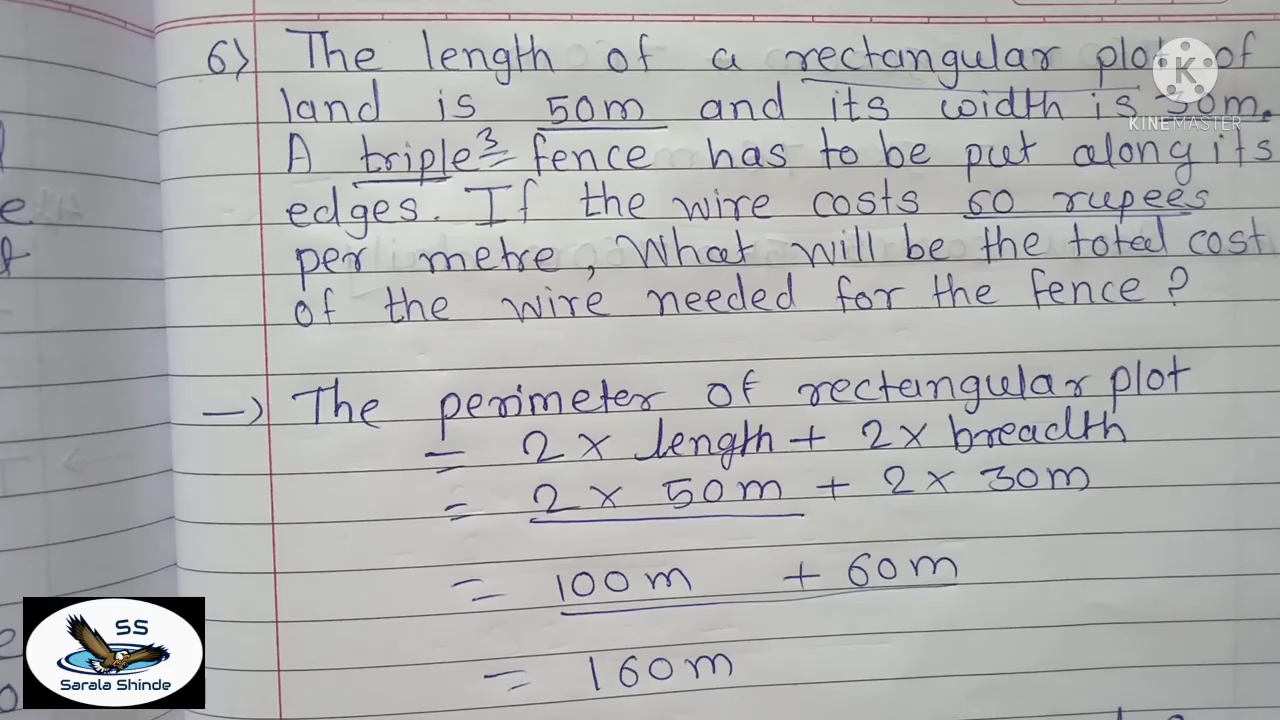 6) The length of a rectangular plot of
land is 50m and its width is 30m.
A triple 3 fence has to be put along its
edges. If the wire costs 60 rupees
per metre, What will be the total cost
of the wire needed for the fence?
→ The perimeter of rectangular plot
= 2 × length + 2 × breadth
= 2 × 50m + 2 × 30m
= 100m + 60m
= 160m
K
KINEMASTER
SS
Sarala Shinde